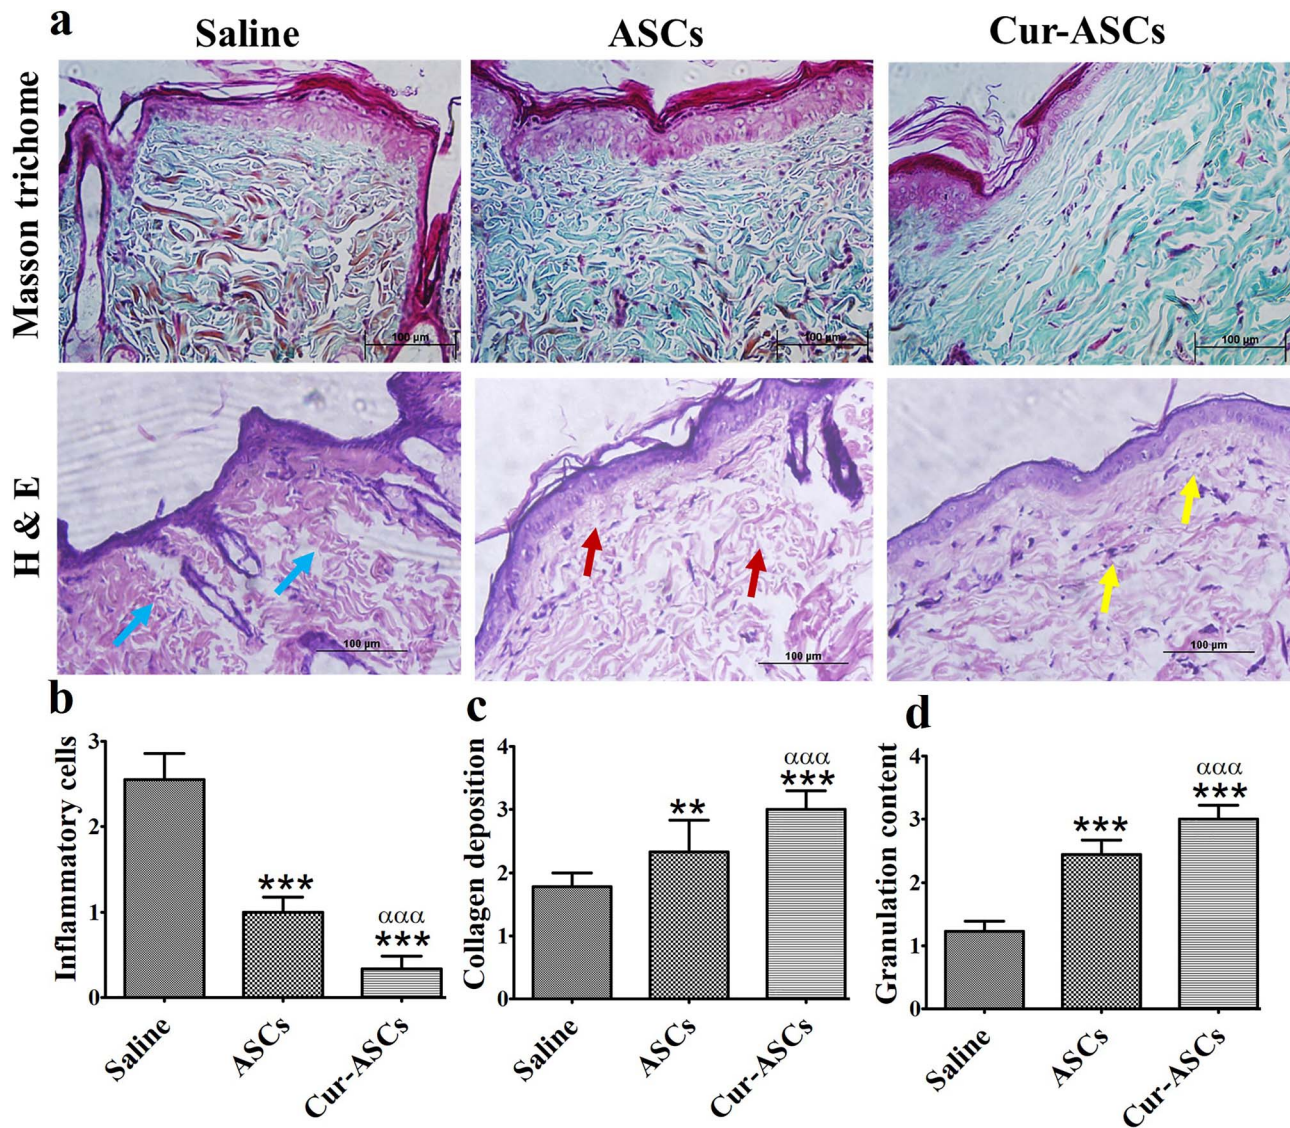 a
Saline
ASCs
Cur-ASCs
Masson trichome
100 µm
100 µm
100 µm
H & E
100 µm
100 µm
100 µm
b
Inflammatory cells
3
2
1
0
***
ααα
***
Saline
ASCs
Cur-ASCs
c
Collagen deposition
4
3
2
1
0
**
ααα
***
Saline
ASCs
Cur-ASCs
d
Granulation content
4
3
2
1
0
***
ααα
***
Saline
ASCs
Cur-ASCs